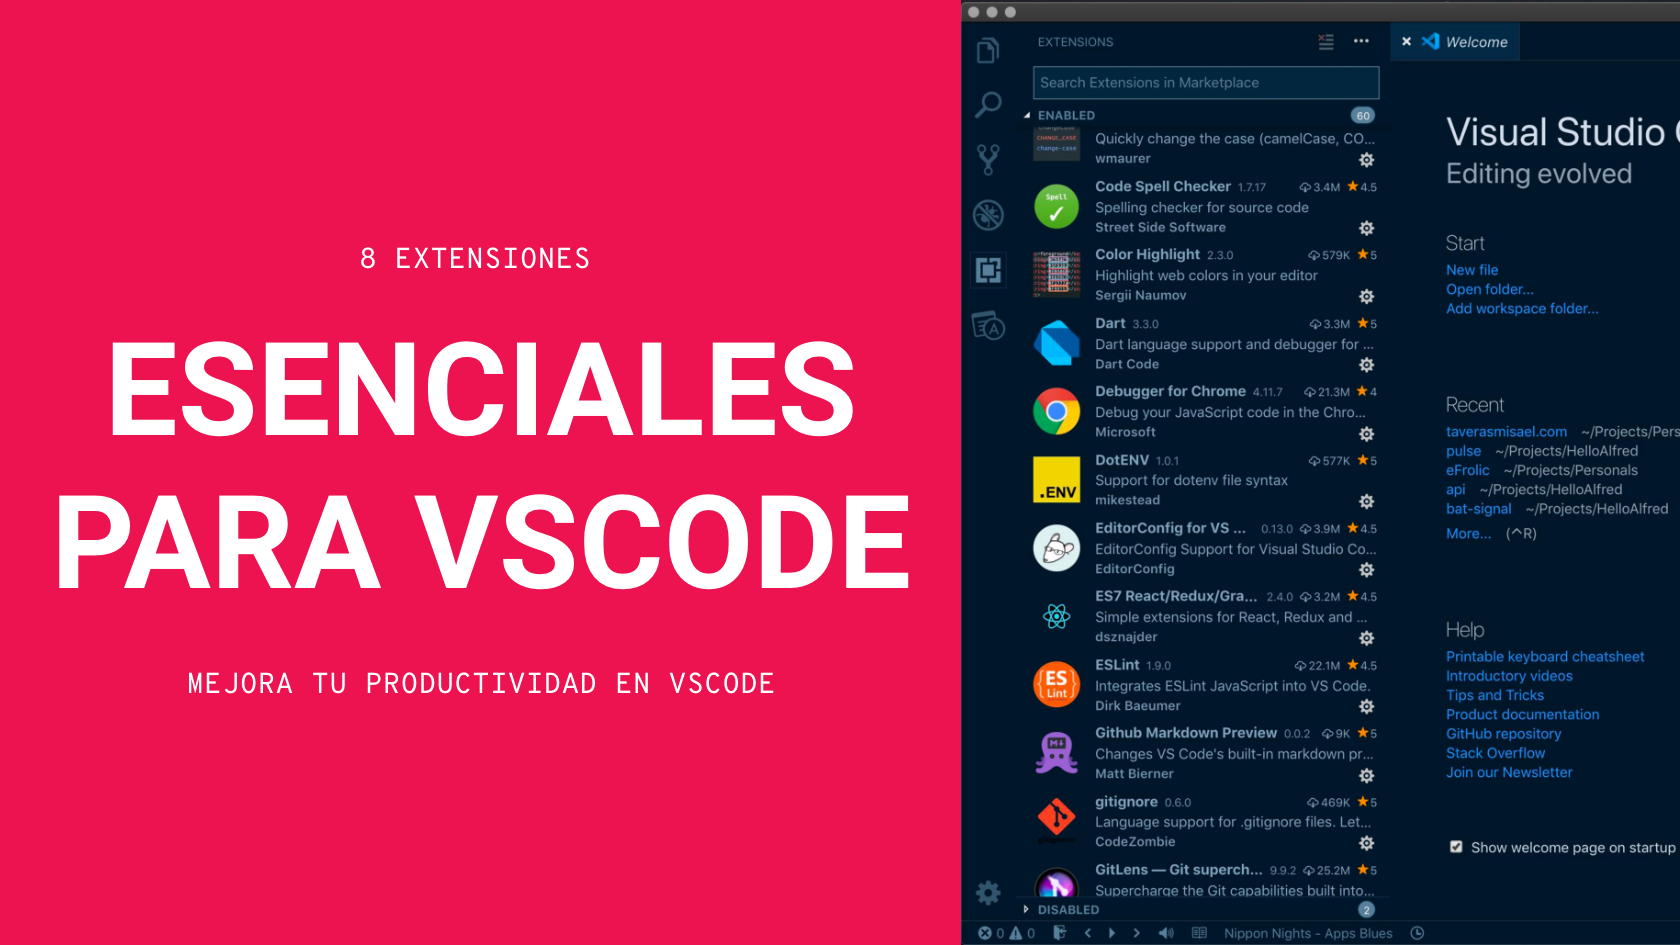 8 EXTENSIONES
ESENCIALES
PARA VSCODE
MEJORA TU PRODUCTIVIDAD EN VSCODE
EXTENSIONS
Search Extensions in Marketplace
ENABLED 60
CHANGE_CASE
change-case
Quickly change the case (camelCase, CO...
wmaurer
Spell
Code Spell Checker 1.7.17 3.4M 4.5
Spelling checker for source code
Street Side Software
Color Highlight 2.3.0 579K 5
Highlight web colors in your editor
Sergii Naumov
Dart 3.3.0 3.3M 5
Dart language support and debugger for ...
Dart Code
Debugger for Chrome 4.11.7 21.3M 4
Debug your JavaScript code in the Chro...
Microsoft
.ENV
DotENV 1.0.1 577K 5
Support for dotenv file syntax
mikestead
EditorConfig for VS ... 0.13.0 3.9M 4.5
EditorConfig Support for Visual Studio Co...
EditorConfig
ES7 React/Redux/Gra... 2.4.0 3.2M 4.5
Simple extensions for React, Redux and ...
dsznajder
ES
Lint
ESLint 1.9.0 22.1M 4.5
Integrates ESLint JavaScript into VS Code.
Dirk Baeumer
M↓
Github Markdown Preview 0.0.2 9K 5
Changes VS Code's built-in markdown pr...
Matt Bierner
gitignore 0.6.0 469K 5
Language support for .gitignore files. Let...
CodeZombie
GitLens — Git superch... 9.9.2 25.2M 5
Supercharge the Git capabilities built into...
DISABLED 2
0 0 Nippon Nights - Apps Blues
Welcome
Visual Studio
Editing evolved
Start
New file
Open folder...
Add workspace folder...
Recent
taverasmisael.com ~/Projects/Pers
pulse ~/Projects/HelloAlfred
eFrolic ~/Projects/Personals
api ~/Projects/HelloAlfred
bat-signal ~/Projects/HelloAlfred
More... (^R)
Help
Printable keyboard cheatsheet
Introductory videos
Tips and Tricks
Product documentation
GitHub repository
Stack Overflow
Join our Newsletter
Show welcome page on startup